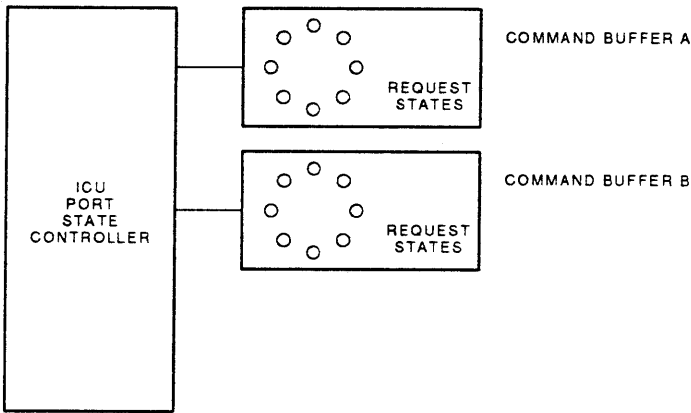 COMMAND BUFFER A
REQUEST
STATES
COMMAND BUFFER B
REQUEST
STATES
ICU
PORT
STATE
CONTROLLER